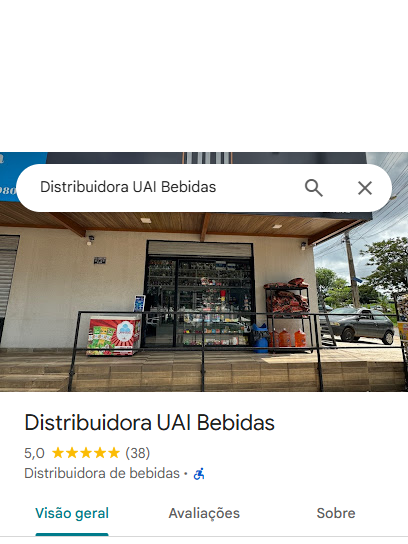 Distribuidora UAI Bebidas
Distribuidora UAI Bebidas
5,0 (38)
Distribuidora de bebidas ·
Visão geral Avaliações Sobre